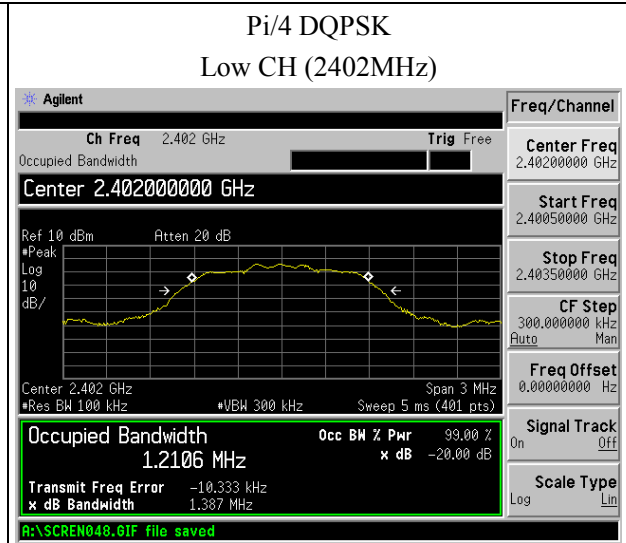 Pi/4 DQPSK
Low CH (2402MHz)
Agilent
Freq/Channel
Ch Freq 2.402 GHz Trig Free
Occupied Bandwidth
Center 2.402000000 GHz
Ref 10 dBm Atten 20 dB
#Peak
Log
10
dB/
Center 2.402 GHz Span 3 MHz
#Res BW 100 kHz #VBW 300 kHz Sweep 5 ms (401 pts)
Occupied Bandwidth Occ BW % Pwr 99.00 %
1.2106 MHz x dB -20.00 dB
Transmit Freq Error -10.333 kHz
x dB Bandwidth 1.387 MHz
A:\SCREN048.GIF file saved
Center Freq
2.40200000 GHz
Start Freq
2.40050000 GHz
Stop Freq
2.40350000 GHz
CF Step
300.000000 kHz
Auto Man
Freq Offset
0.00000000 Hz
Signal Track
On Off
Scale Type
Log Lin